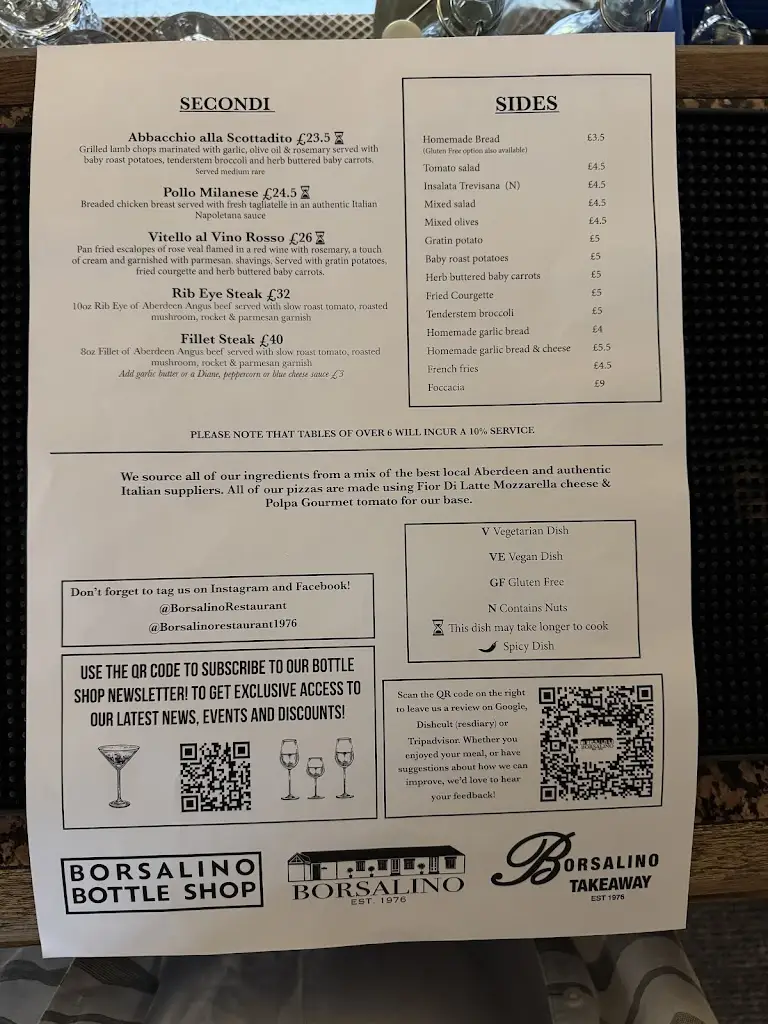 SECONDI
Abbacchio alla Scottadito £23.5
Grilled lamb chops marinated with garlic, olive oil & rosemary served with
baby roast potatoes, tenderstem broccoli and herb buttered baby carrots.
Served medium rare
Pollo Milanese £24.5
Breaded chicken breast served with fresh tagliatelle in an authentic Italian
Napoletana sauce
Vitello al Vino Rosso £26
Pan fried escalopes of rose veal flamed in a red wine with rosemary, a touch
of cream and garnished with parmesan. shavings. Served with gratin potatoes,
fried courgette and herb buttered baby carrots.
Rib Eye Steak £32
10oz Rib Eye of Aberdeen Angus beef served with slow roast tomato, roasted
mushroom, rocket & parmesan garnish
Fillet Steak £40
8oz Fillet of Aberdeen Angus beef served with slow roast tomato, roasted
mushroom, rocket & parmesan garnish
Add garlic butter or a Diane, peppercorn or blue cheese sauce £3
SIDES
Homemade Bread £3.5
(Gluten Free option also available)
Tomato salad £4.5
Insalata Trevisana (N) £4.5
Mixed salad £4.5
Mixed olives £4.5
Gratin potato £5
Baby roast potatoes £5
Herb buttered baby carrots £5
Fried Courgette £5
Tenderstem broccoli £5
Homemade garlic bread £4
Homemade garlic bread & cheese £5.5
French fries £4.5
Foccacia £9
PLEASE NOTE THAT TABLES OF OVER 6 WILL INCUR A 10% SERVICE
We source all of our ingredients from a mix of the best local Aberdeen and authentic
Italian suppliers. All of our pizzas are made using Fior Di Latte Mozzarella cheese &
Polpa Gourmet tomato for our base.
V Vegetarian Dish
VE Vegan Dish
GF Gluten Free
N Contains Nuts
This dish may take longer to cook
Spicy Dish
Don't forget to tag us on Instagram and Facebook!
@BorsalinoRestaurant
@Borsalinorestaurant1976
USE THE QR CODE TO SUBSCRIBE TO OUR BOTTLE
SHOP NEWSLETTER! TO GET EXCLUSIVE ACCESS TO
OUR LATEST NEWS, EVENTS AND DISCOUNTS!
Scan the QR code on the right
to leave us a review on Google,
Dishcult (resdiary) or
Tripadvisor. Whether you
enjoyed your meal, or have
suggestions about how we can
improve, we'd love to hear
your feedback!
BORSALINO
BOTTLE SHOP
BORSALINO
EST. 1976
BORSALINO
TAKEAWAY
EST 1976